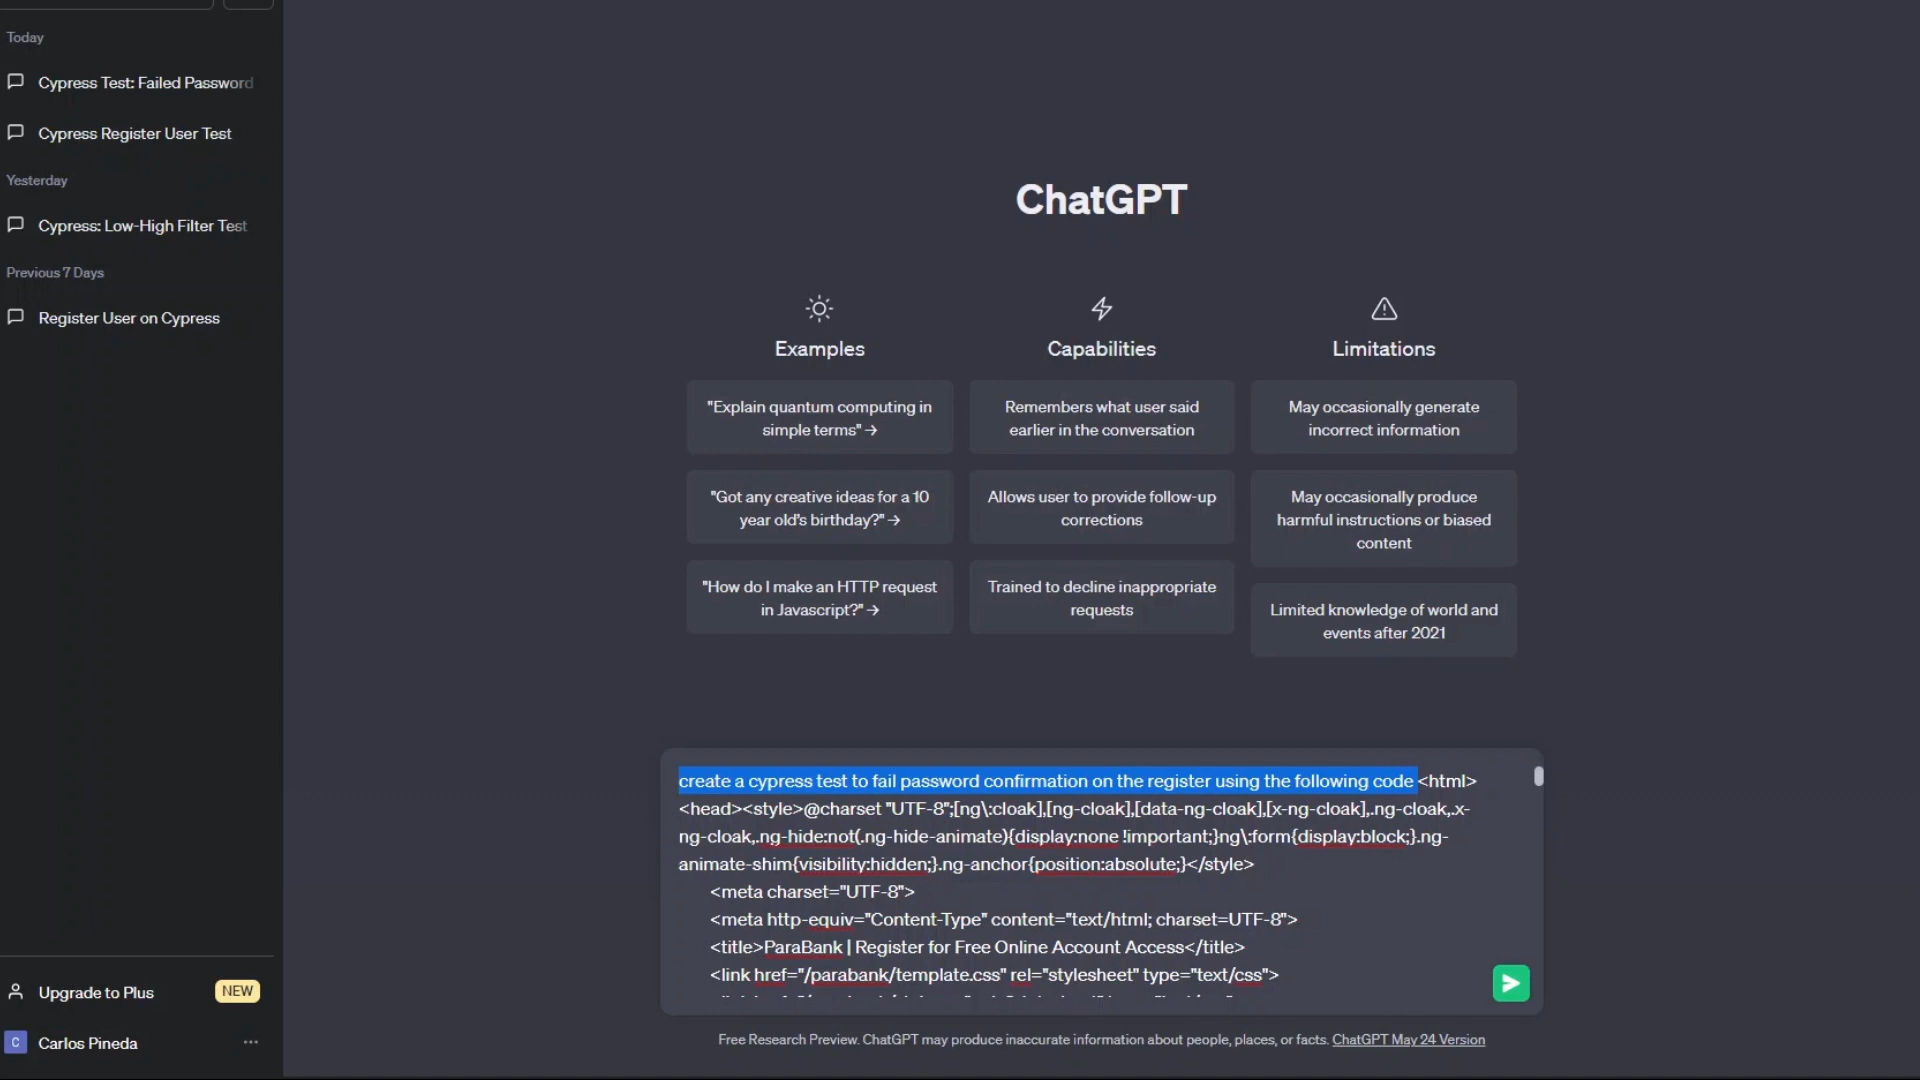 Today
Cypress Test: Failed Password
Cypress Register User Test
Yesterday
Cypress: Low-High Filter Test
Previous 7 Days
Register User on Cypress
Upgrade to Plus
NEW
C
Carlos Pineda
ChatGPT
Examples
"Explain quantum computing in
simple terms" →
"Got any creative ideas for a 10
year old's birthday?" →
"How do I make an HTTP request
in Javascript?" →
Capabilities
Remembers what user said
earlier in the conversation
Allows user to provide follow-up
corrections
Trained to decline inappropriate
requests
Limitations
May occasionally generate
incorrect information
May occasionally produce
harmful instructions or biased
content
Limited knowledge of world and
events after 2021
create a cypress test to fail password confirmation on the register using the following code <html>
<head><style>@charset "UTF-8";[ng\:cloak],[ng-cloak],[data-ng-cloak],[x-ng-cloak],.ng-cloak,.x-
ng-cloak,.ng-hide:not(.ng-hide-animate){display:none !important;}ng\:form{display:block;}.ng-
animate-shim{visibility:hidden;}.ng-anchor{position:absolute;}</style>
<meta charset="UTF-8">
<meta http-equiv="Content-Type" content="text/html; charset=UTF-8">
<title>ParaBank | Register for Free Online Account Access</title>
<link href="/parabank/template.css" rel="stylesheet" type="text/css">
Free Research Preview. ChatGPT may produce inaccurate information about people, places, or facts. ChatGPT May 24 Version